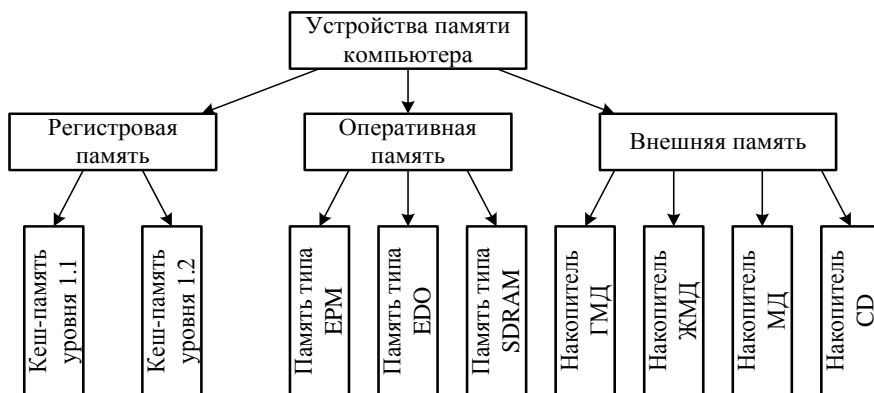 Устройства памяти
компьютера
Регистровая
память
Оперативная
память
Внешняя память
Кеш-память
уровня 1.1
Кеш-память
уровня 1.2
Память типа
EPM
Память типа
EDO
Память типа
SDRAM
Накопитель
ГМД
Накопитель
ЖМД
Накопитель
МД
Накопитель
CD